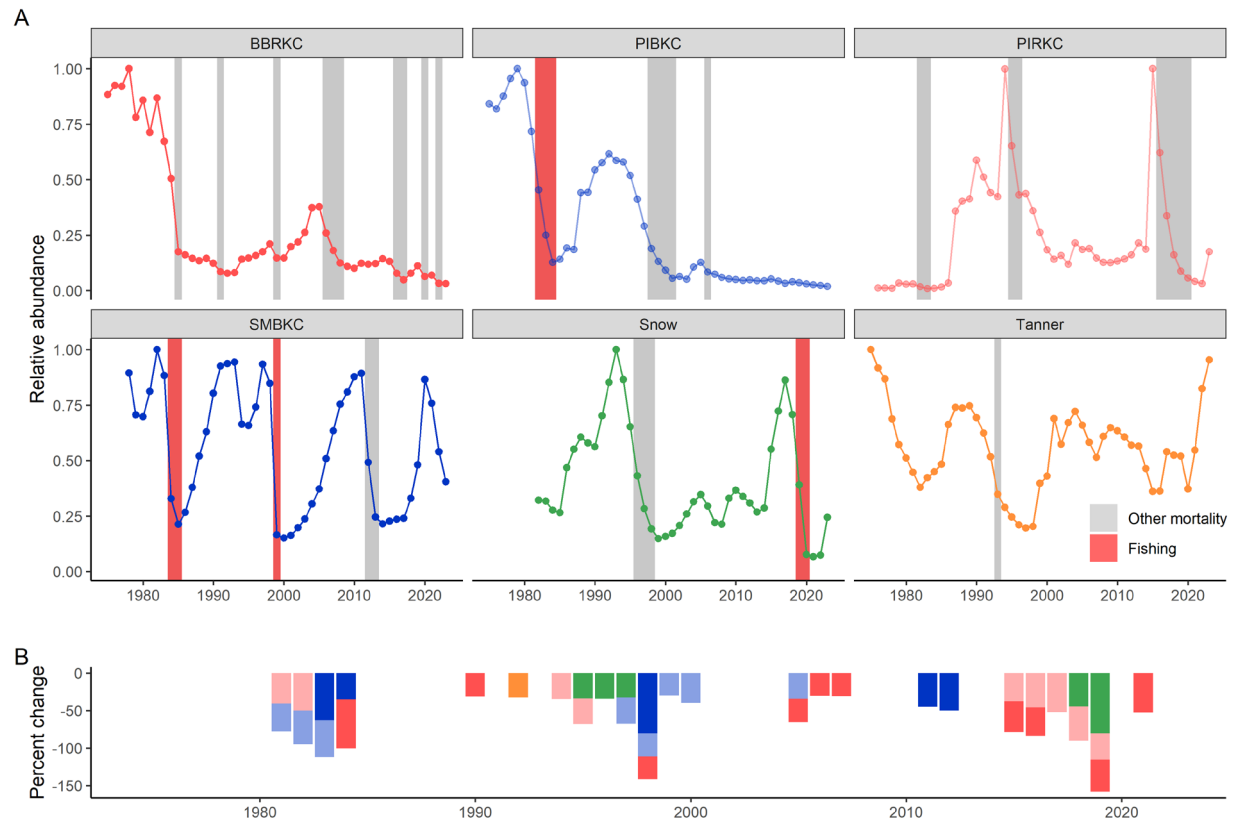 A
BBRKC PIBKC PIRKC
1.00
0.75
0.50
0.25
0.00
SMBKC Snow Tanner
1.00
0.75
0.50
0.25
0.00
Relative abundance
Other mortality
Fishing
1980 1990 2000 2010 2020 1980 1990 2000 2010 2020 1980 1990 2000 2010 2020
B
0
-50
-100
-150
Percent change
1980 1990 2000 2010 2020